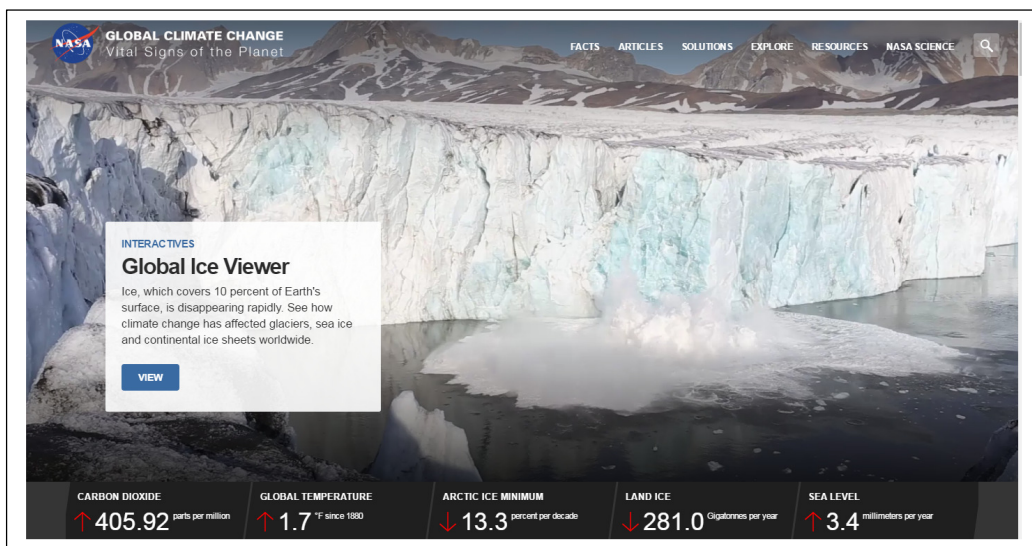 NASA
GLOBAL CLIMATE CHANGE
Vital Signs of the Planet
FACTS ARTICLES SOLUTIONS EXPLORE RESOURCES NASA SCIENCE
INTERACTIVES
Global Ice Viewer
Ice, which covers 10 percent of Earth's
surface, is disappearing rapidly. See how
climate change has affected glaciers, sea ice
and continental ice sheets worldwide.
VIEW
CARBON DIOXIDE
↑ 405.92 parts per million
GLOBAL TEMPERATURE
↑ 1.7 °F since 1880
ARCTIC ICE MINIMUM
↓ 13.3 percent per decade
LAND ICE
↓ 281.0 Gigatonnes per year
SEA LEVEL
↑ 3.4 millimeters per year